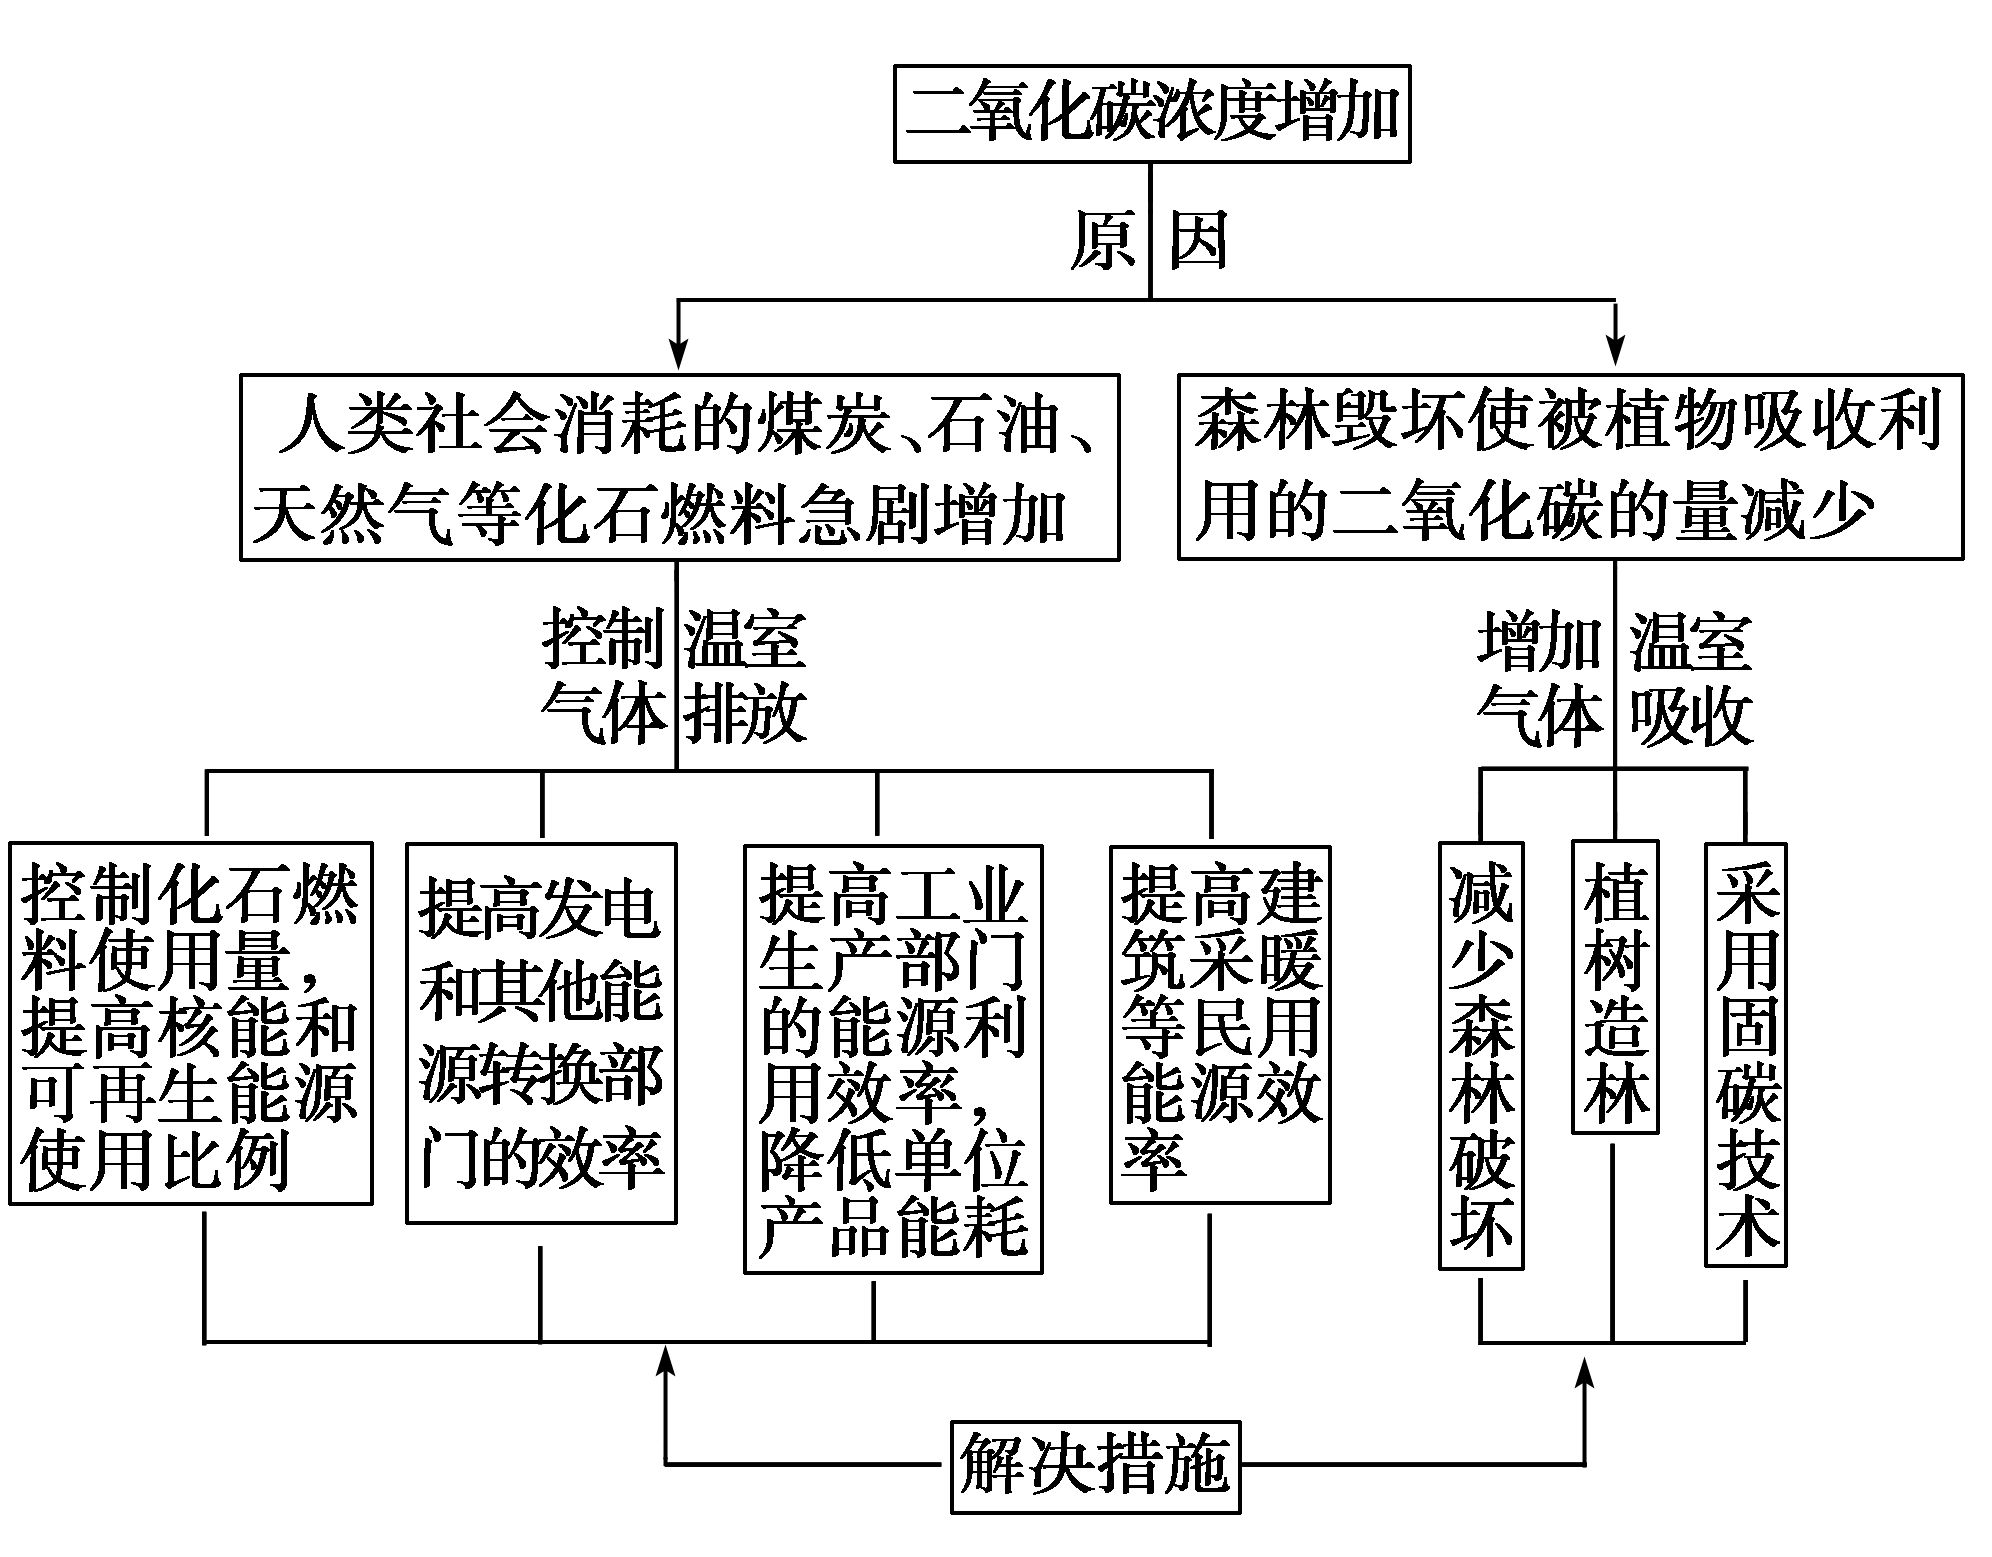 二氧化碳浓度增加
原因
人类社会消耗的煤炭、石油、
天然气等化石燃料急剧增加
森林毁坏使被植物吸收利
用的二氧化碳的量减少
控制温室
气体排放
增加温室
气体吸收
控制化石燃
料使用量，
提高核能和
可再生能源
使用比例
提高发电
和其他能
源转换部
门的效率
提高工业
生产部门
的能源利
用效率，
降低单位
产品能耗
提高建
筑采暖
等民用
能源效
率
减少森林破坏
植树造林
采用固碳技术
解决措施